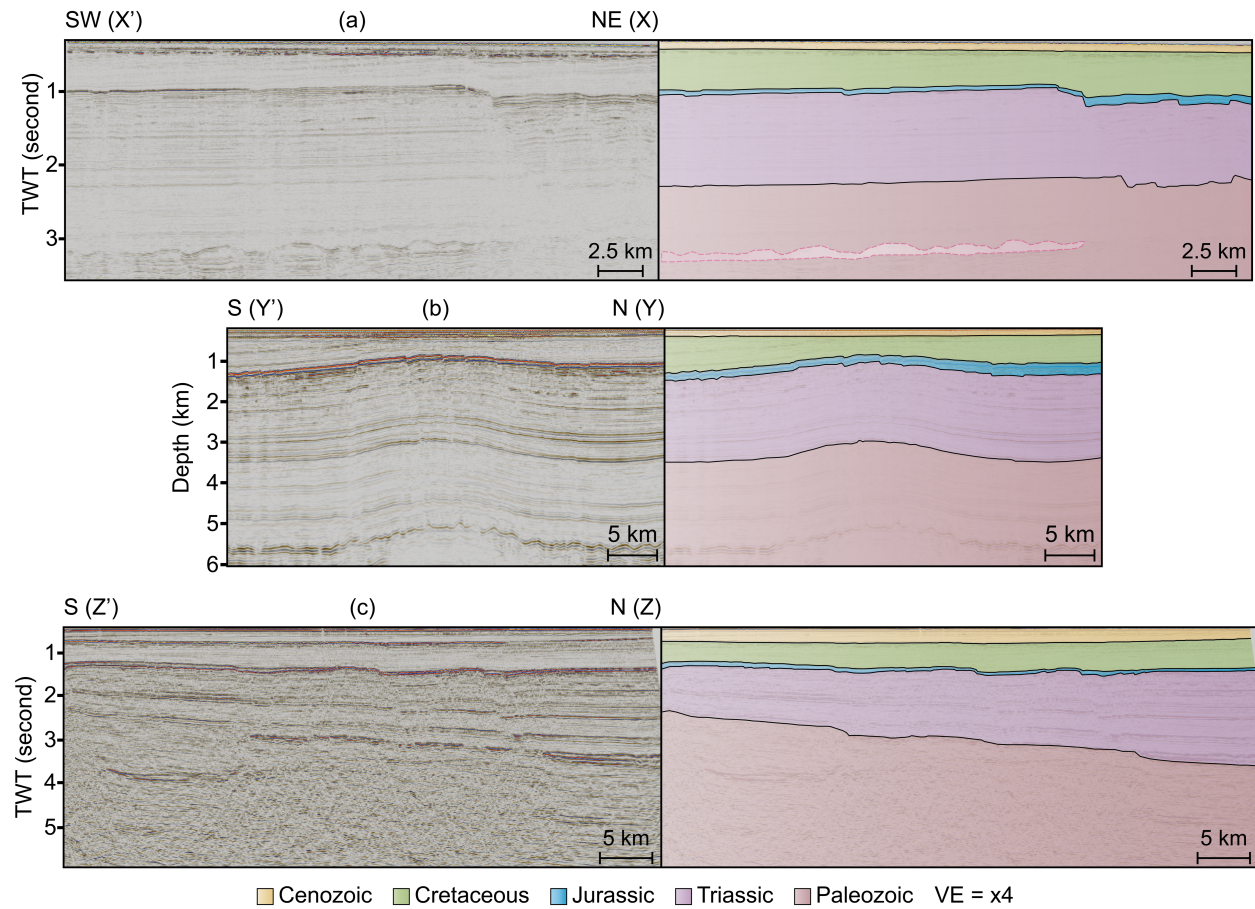 SW (X’) (a) NE (X)
TWT (second)
1
2
3
2.5 km
2.5 km
S (Y’) (b) N (Y)
Depth (km)
1
2
3
4
5
6
5 km
5 km
S (Z’) (c) N (Z)
TWT (second)
1
2
3
4
5
5 km
5 km
Cenozoic Cretaceous Jurassic Triassic Paleozoic VE = x4